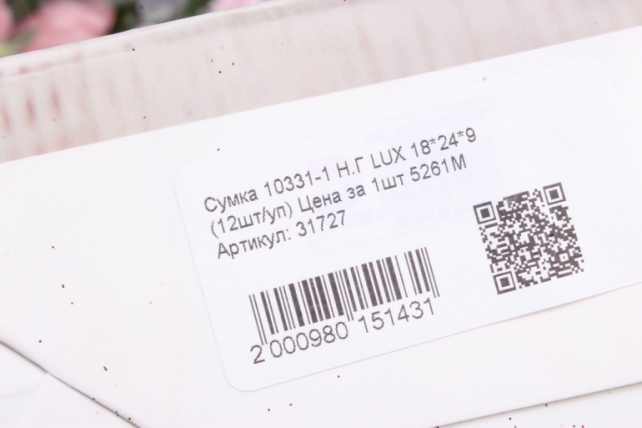 Сумка 10331-1 Н.Г LUX 18*24*9
(12шт/уп) Цена за 1шт 5261М
Артикул: 31727
2 000980 151431